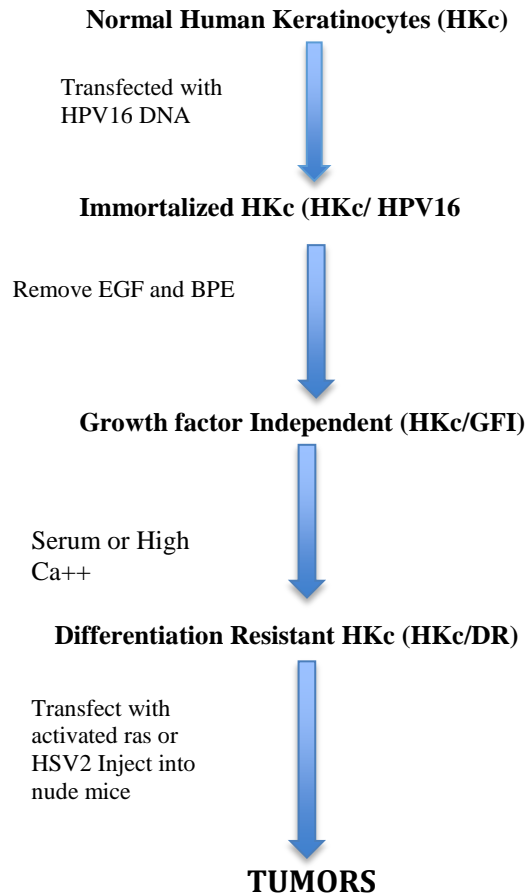 Normal Human Keratinocytes (HKc)
Transfected with
HPV16 DNA
Immortalized HKc (HKc/ HPV16
Remove EGF and BPE
Growth factor Independent (HKc/GFI)
Serum or High
Ca++
Differentiation Resistant HKc (HKc/DR)
Transfect with
activated ras or
HSV2 Inject into
nude mice
TUMORS